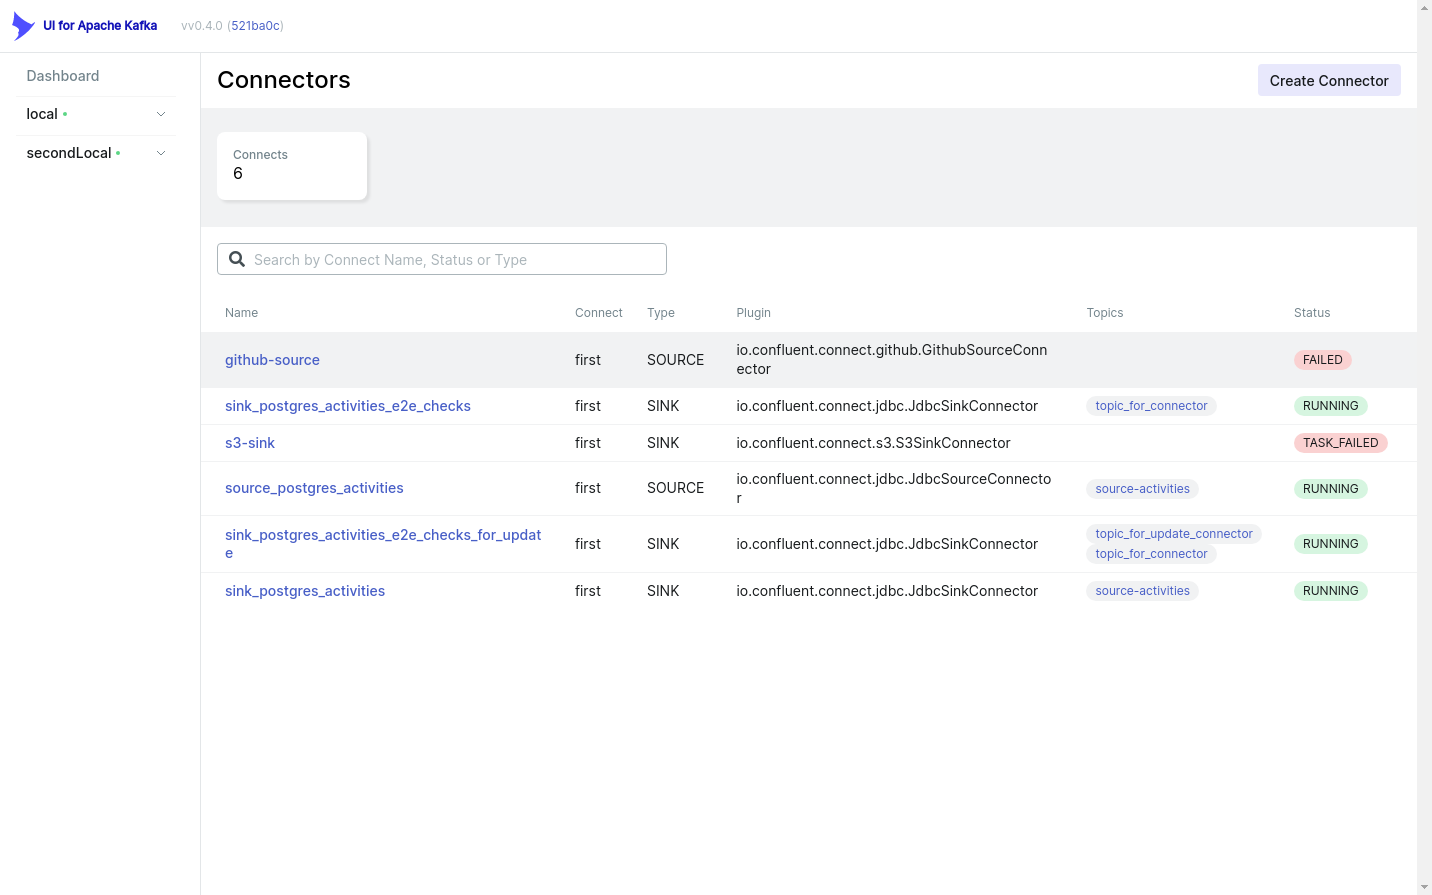 UI for Apache Kafka vv0.4.0 (521ba0c)
Dashboard
local
secondLocal
Connectors
Create Connector
Connects
6
Search by Connect Name, Status or Type
Name Connect Type Plugin Topics Status
github-source first SOURCE io.confluent.connect.github.GithubSourceConn
ector FAILED
sink_postgres_activities_e2e_checks first SINK io.confluent.connect.jdbc.JdbcSinkConnector topic_for_connector RUNNING
s3-sink first SINK io.confluent.connect.s3.S3SinkConnector TASK_FAILED
source_postgres_activities first SOURCE io.confluent.connect.jdbc.JdbcSourceConnecto
r source-activities RUNNING
sink_postgres_activities_e2e_checks_for_updat
e first SINK io.confluent.connect.jdbc.JdbcSinkConnector topic_for_update_connector
topic_for_connector RUNNING
sink_postgres_activities first SINK io.confluent.connect.jdbc.JdbcSinkConnector source-activities RUNNING